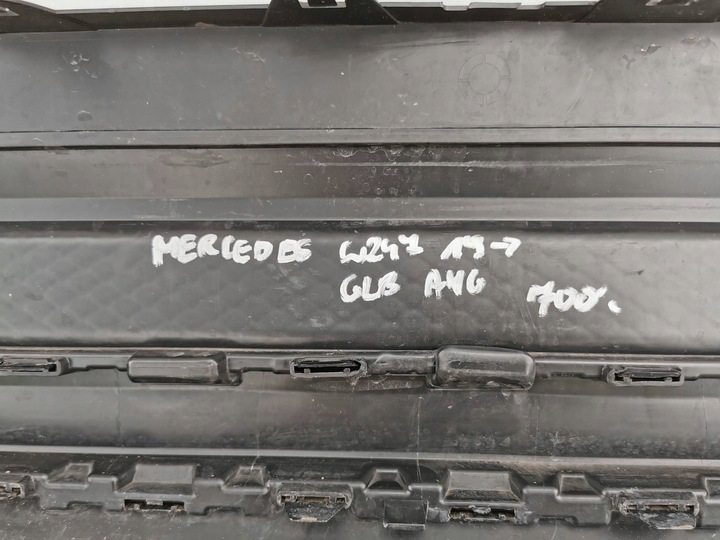 MERCEDES W247 19→
GLB AMG 700,